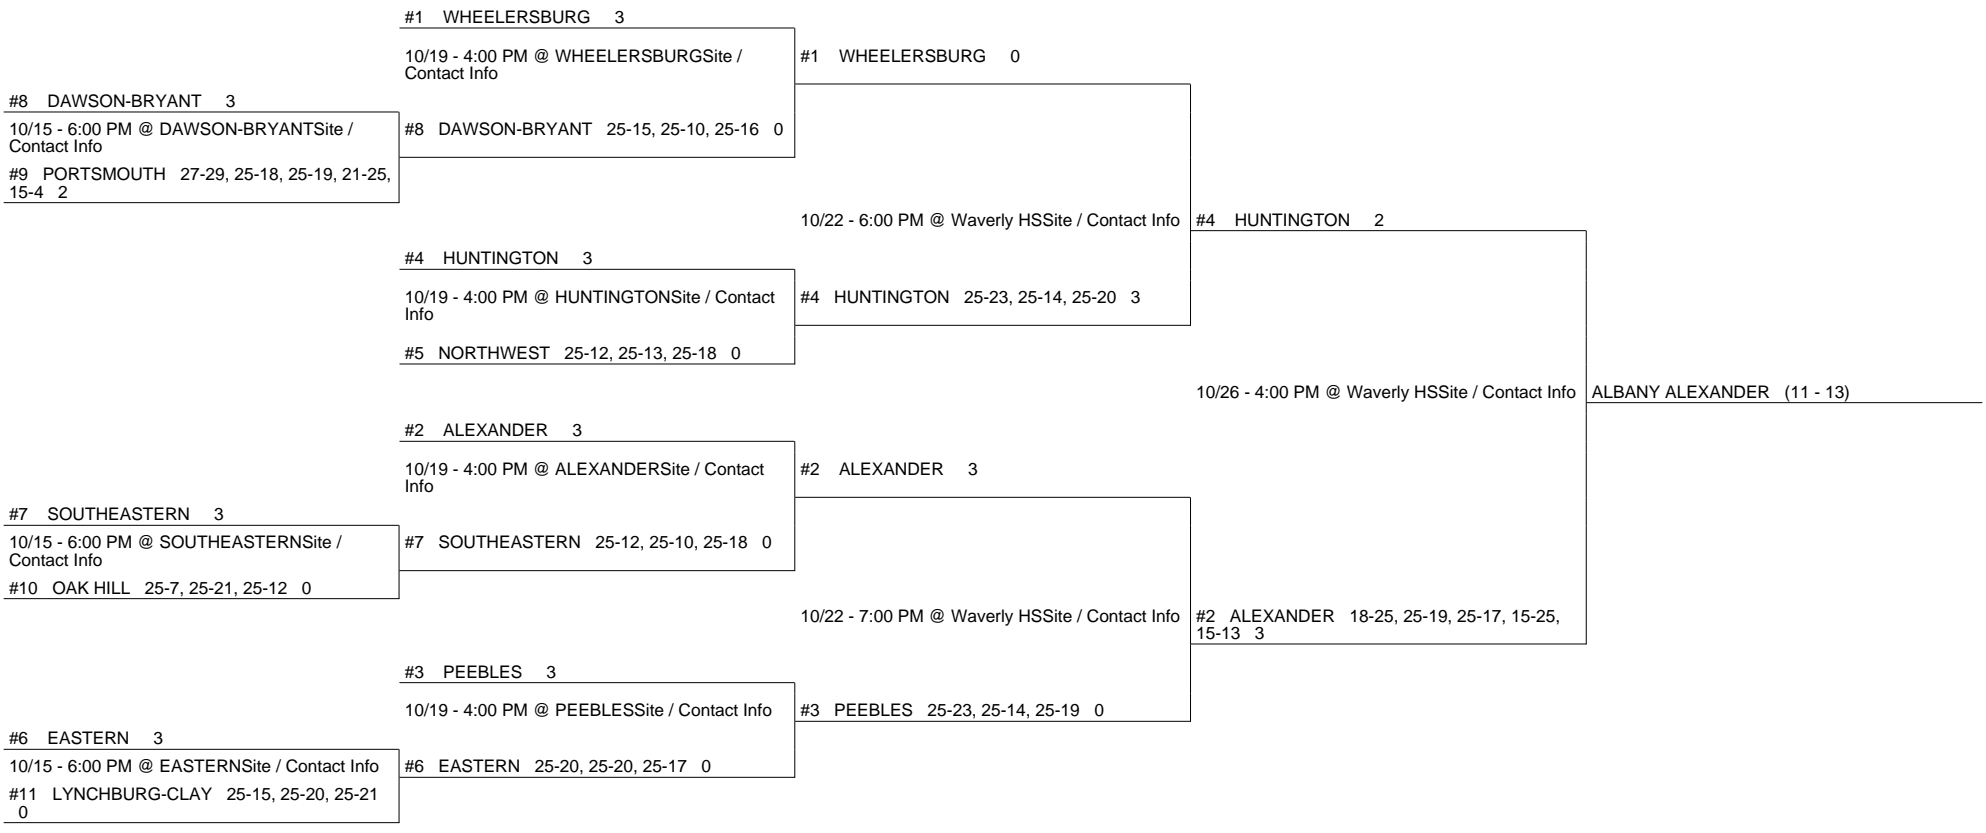 #1 WHEELERSBURG 3
10/19 - 4:00 PM @ WHEELERSBURGSite /
Contact Info
#1 WHEELERSBURG 0
#8 DAWSON-BRYANT 3
10/15 - 6:00 PM @ DAWSON-BRYANTSite /
Contact Info
#8 DAWSON-BRYANT 25-15, 25-10, 25-16 0
#9 PORTSMOUTH 27-29, 25-18, 25-19, 21-25,
15-4 2
10/22 - 6:00 PM @ Waverly HSSite / Contact Info
#4 HUNTINGTON 2
#4 HUNTINGTON 3
10/19 - 4:00 PM @ HUNTINGTONSite / Contact
Info
#4 HUNTINGTON 25-23, 25-14, 25-20 3
#5 NORTHWEST 25-12, 25-13, 25-18 0
10/26 - 4:00 PM @ Waverly HSSite / Contact Info
ALBANY ALEXANDER (11 - 13)
#2 ALEXANDER 3
10/19 - 4:00 PM @ ALEXANDERSite / Contact
Info
#2 ALEXANDER 3
#7 SOUTHEASTERN 3
10/15 - 6:00 PM @ SOUTHEASTERNSite /
Contact Info
#7 SOUTHEASTERN 25-12, 25-10, 25-18 0
#10 OAK HILL 25-7, 25-21, 25-12 0
10/22 - 7:00 PM @ Waverly HSSite / Contact Info
#2 ALEXANDER 18-25, 25-19, 25-17, 15-25,
15-13 3
#3 PEEBLES 3
10/19 - 4:00 PM @ PEEBLESSite / Contact Info
#3 PEEBLES 25-23, 25-14, 25-19 0
#6 EASTERN 3
10/15 - 6:00 PM @ EASTERNSite / Contact Info
#6 EASTERN 25-20, 25-20, 25-17 0
#11 LYNCHBURG-CLAY 25-15, 25-20, 25-21
0